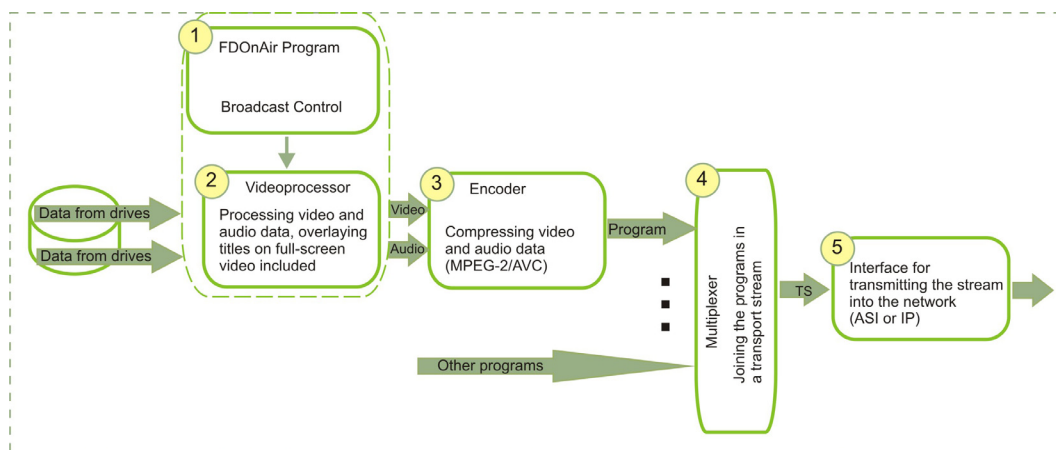 1
FDOnAir Program
Broadcast Control
2
Videoprocessor
Processing video and
audio data, overlaying
titles on full-screen
video included
Data from drives
Data from drives
Video
Audio
3
Encoder
Compressing video
and audio data
(MPEG-2/AVC)
Program
Other programs
4
Multiplexer
Joining the programs in
a transport stream
TS
5
Interface for
transmitting the stream
into the network
(ASI or IP)